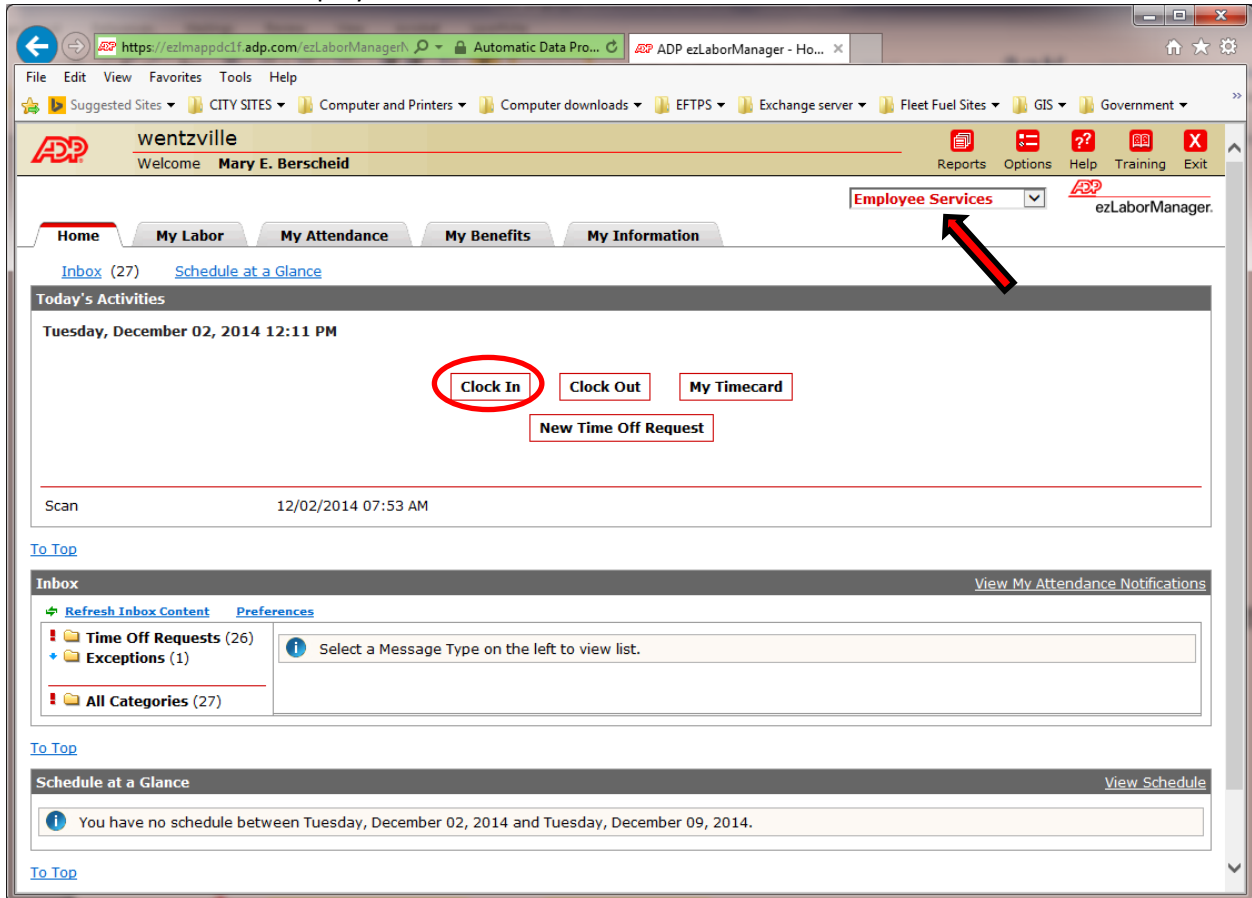 https://ezlmappdc1f.adp.com/ezLaborManagerN Automatic Data Pro... ADP ezLaborManager - Ho...
File Edit View Favorites Tools Help
Suggested Sites CITY SITES Computer and Printers Computer downloads EFTPS Exchange server Fleet Fuel Sites GIS Government
ADP wentzville
Welcome Mary E. Berscheid
Reports Options Help Training Exit
Employee Services
ADP
ezLaborManager.
Home My Labor My Attendance My Benefits My Information
Inbox (27) Schedule at a Glance
Today's Activities
Tuesday, December 02, 2014 12:11 PM
Clock In Clock Out My Timecard
New Time Off Request
Scan 12/02/2014 07:53 AM
To Top
Inbox View My Attendance Notifications
Refresh Inbox Content Preferences
Time Off Requests (26)
Exceptions (1)
Select a Message Type on the left to view list.
All Categories (27)
To Top
Schedule at a Glance View Schedule
You have no schedule between Tuesday, December 02, 2014 and Tuesday, December 09, 2014.
To Top